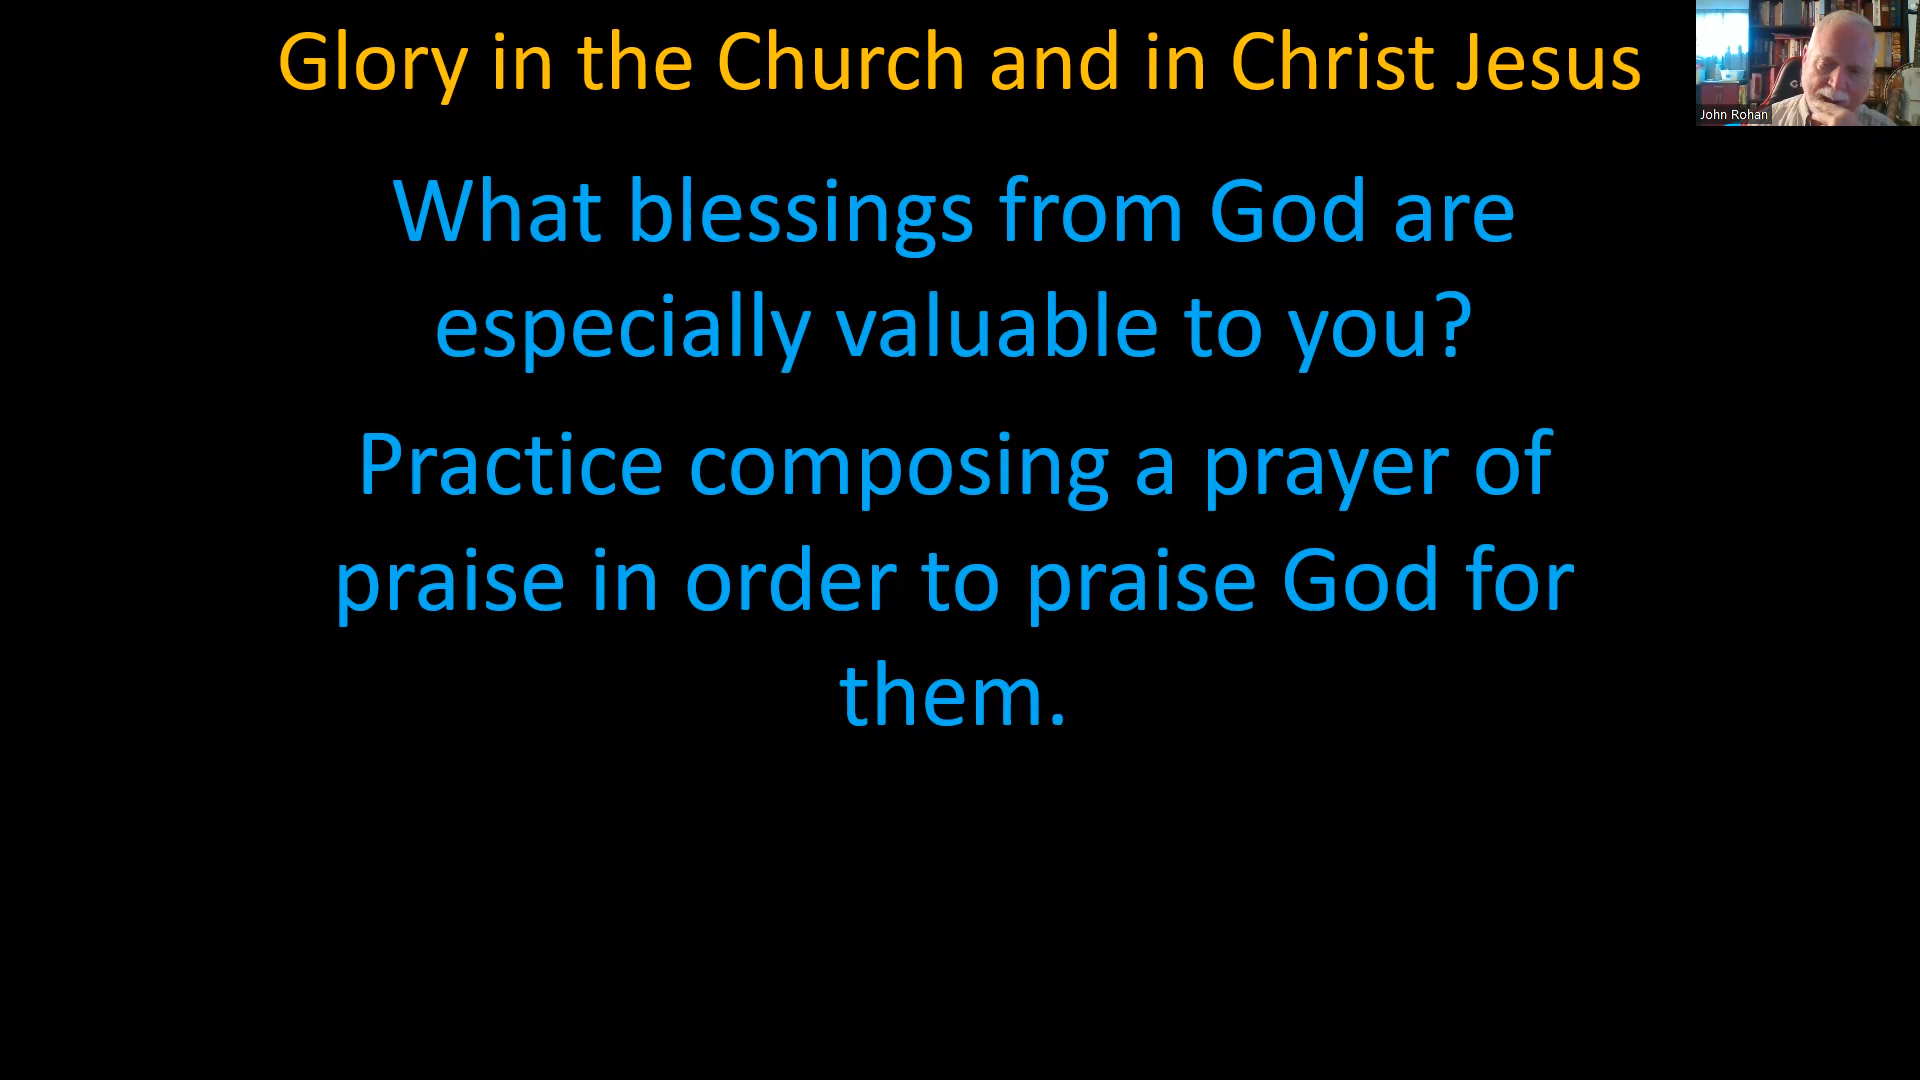 Glory in the Church and in Christ Jesus
John Rohan
What blessings from God are
especially valuable to you?
Practice composing a prayer of
praise in order to praise God for
them.